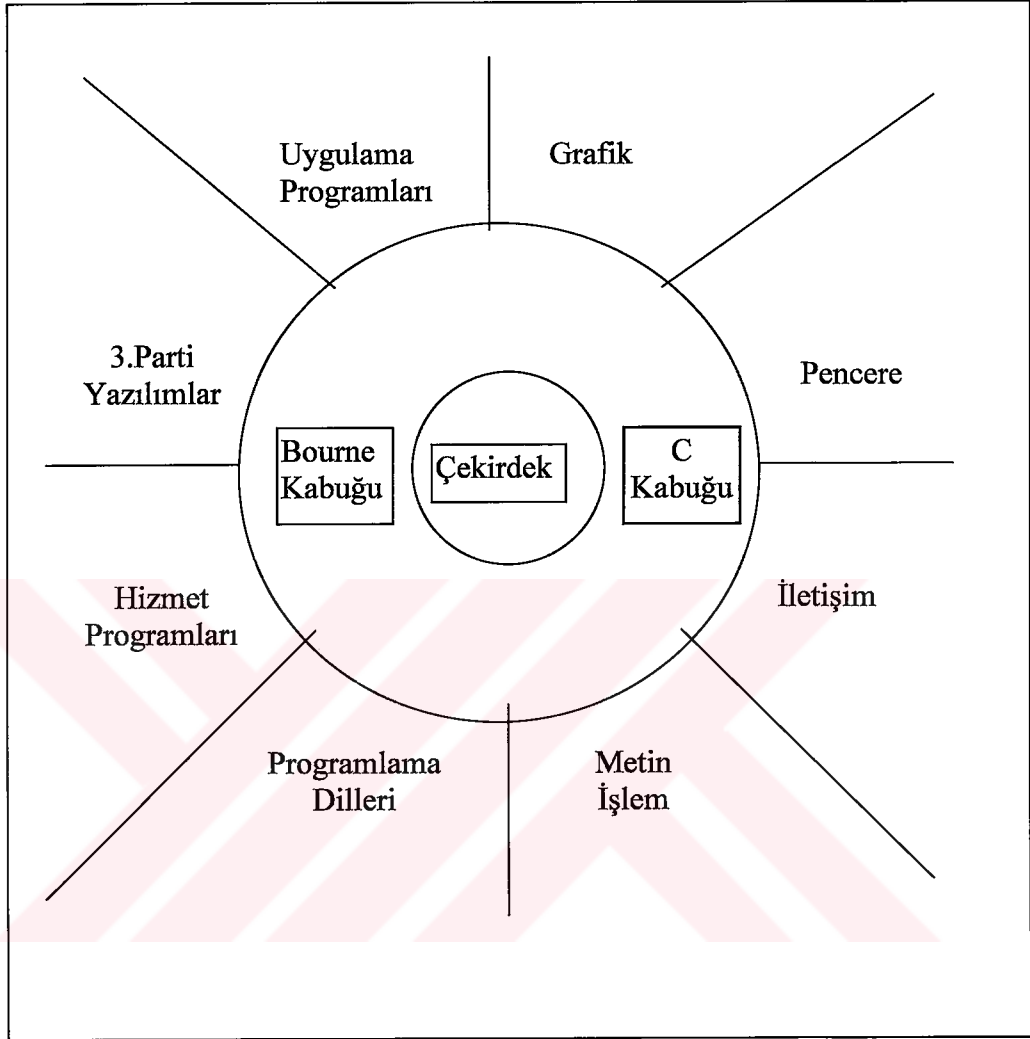 Uygulama
Programları
Grafik
3.Parti
Yazılımlar
Pencere
Bourne
Kabuğu
Çekirdek
C
Kabuğu
Hizmet
Programları
İletişim
Programlama
Dilleri
Metin
İşlem